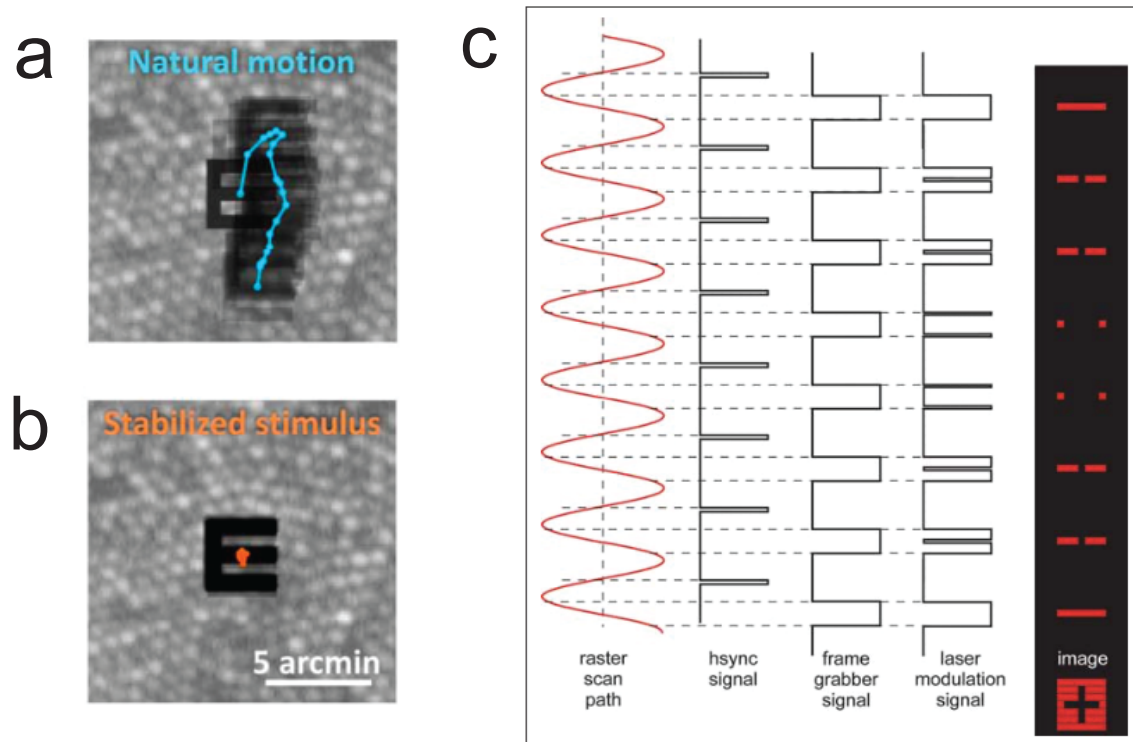 a
Natural motion
E
b
Stabilized stimulus
E
5 arcmin
c
raster
scan
path
hsync
signal
frame
grabber
signal
laser
modulation
signal
image